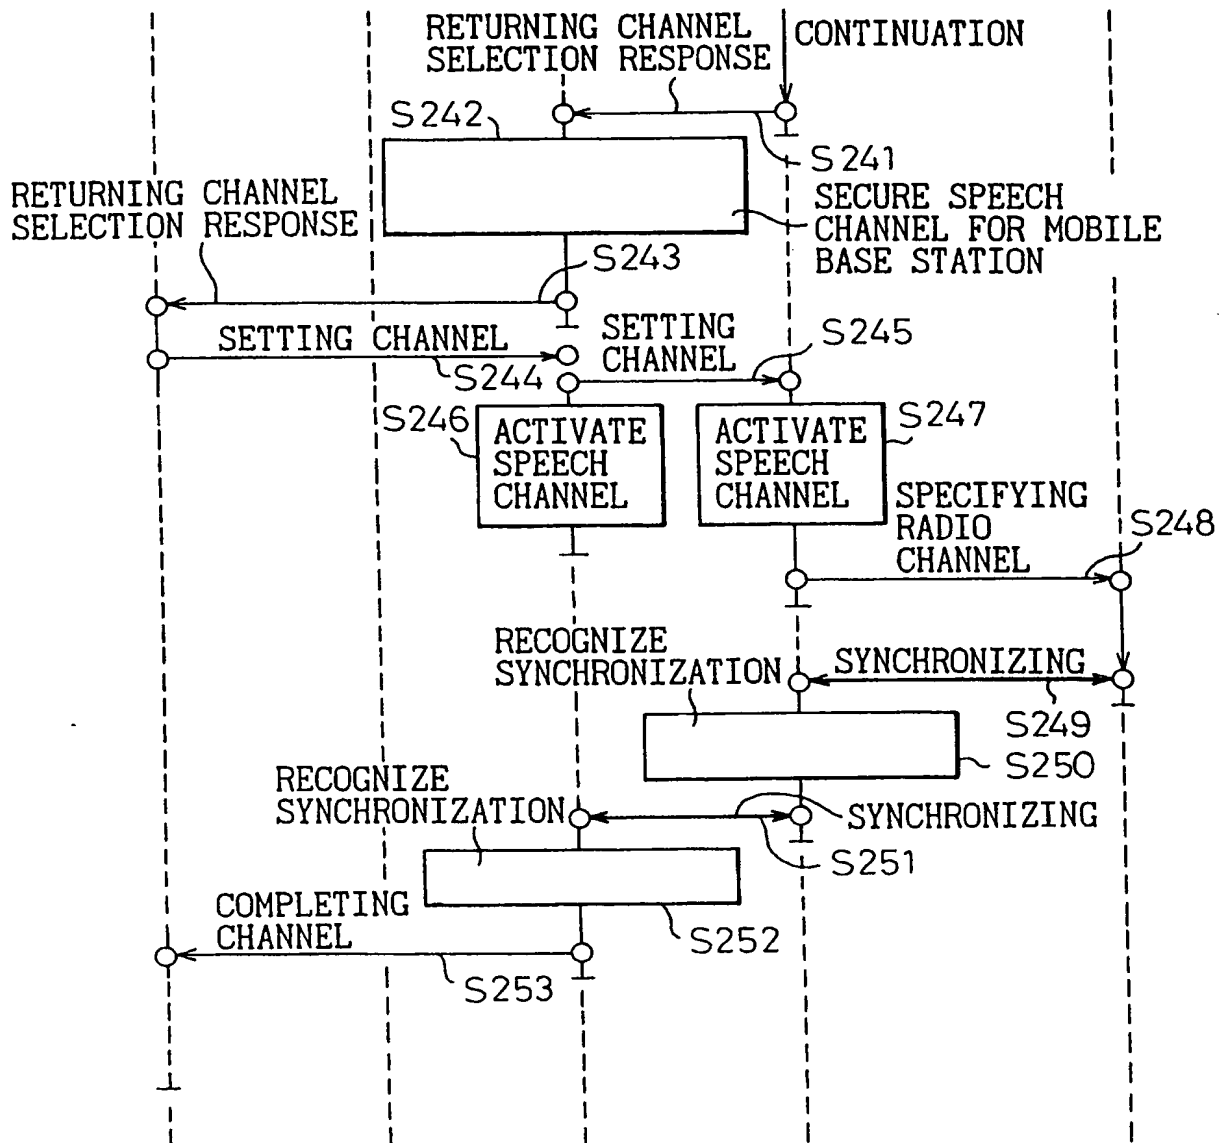 RETURNING CHANNEL
SELECTION RESPONSE
CONTINUATION
S242
S241
RETURNING CHANNEL
SELECTION RESPONSE
SECURE SPEECH
CHANNEL FOR MOBILE
BASE STATION
S243
SETTING CHANNEL
S244
SETTING
CHANNEL
S245
S246
ACTIVATE
SPEECH
CHANNEL
ACTIVATE
SPEECH
CHANNEL
S247
SPECIFYING
RADIO
CHANNEL
S248
RECOGNIZE
SYNCHRONIZATION
SYNCHRONIZING
S249
S250
RECOGNIZE
SYNCHRONIZATION
SYNCHRONIZING
S251
COMPLETING
CHANNEL
S252
S253